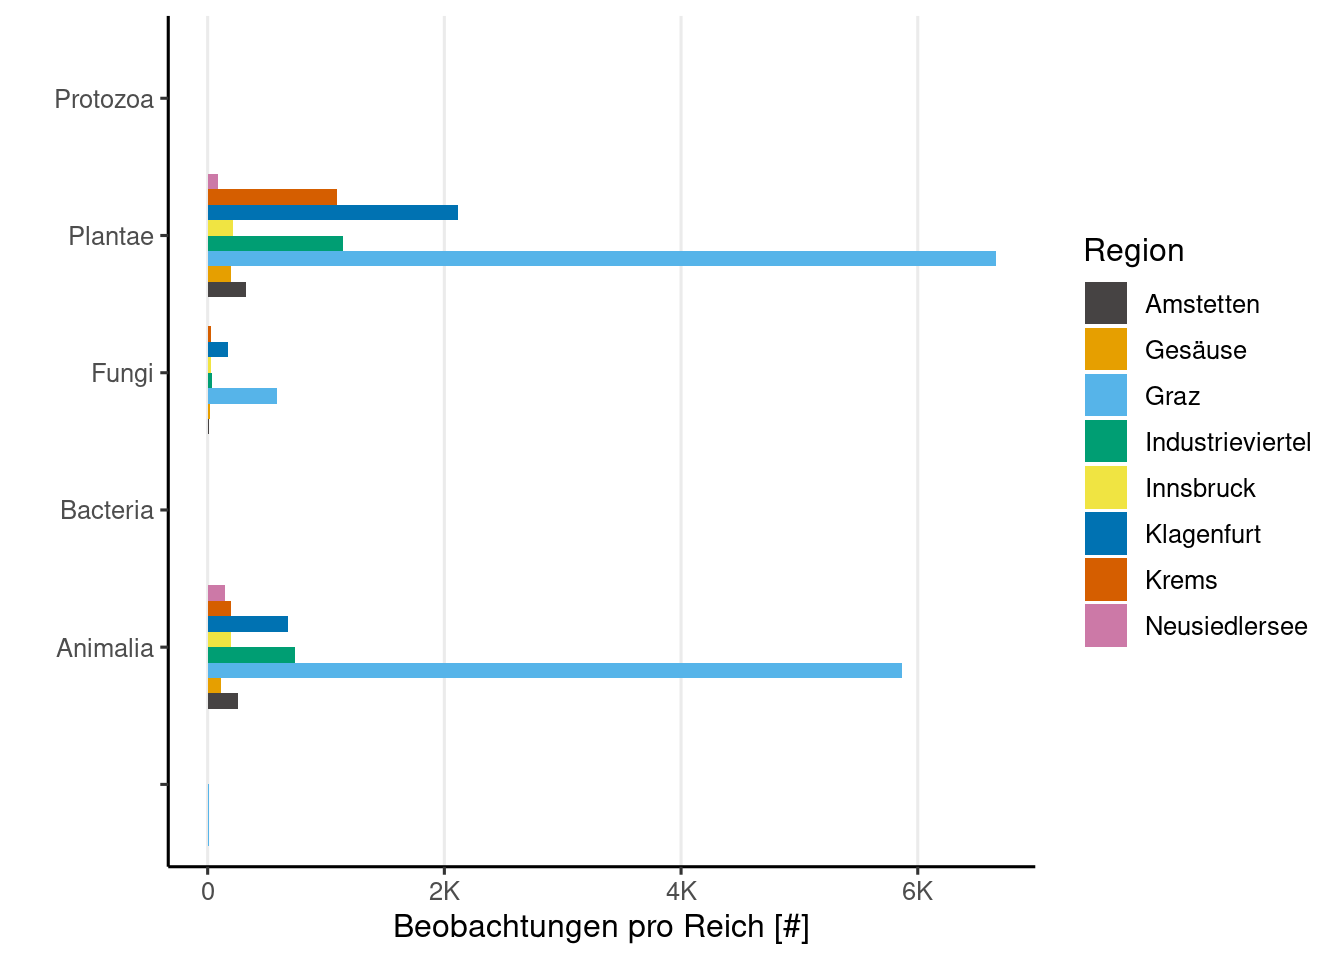 Protozoa
Plantae
Fungi
Bacteria
Animalia
0
2K
4K
6K
Beobachtungen pro Reich [#]
Region
Amstetten
Gesäuse
Graz
Industrieviertel
Innsbruck
Klagenfurt
Krems
Neusiedlersee